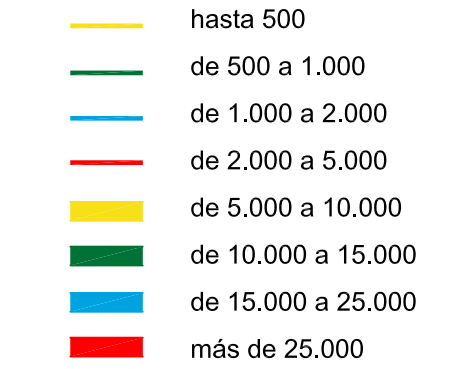 hasta 500
de 500 a 1.000
de 1.000 a 2.000
de 2.000 a 5.000
de 5.000 a 10.000
de 10.000 a 15.000
de 15.000 a 25.000
más de 25.000